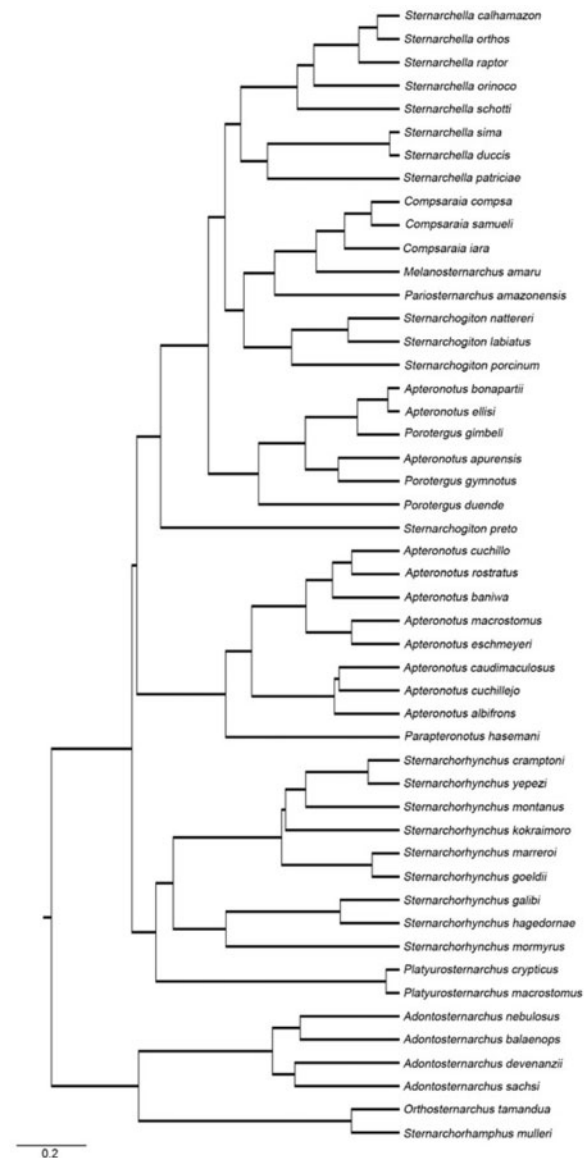 Sternarchella calhamazon
Sternarchella orthos
Sternarchella raptor
Sternarchella orinoco
Sternarchella schotti
Sternarchella sima
Sternarchella duccis
Sternarchella patriciae
Compsaraia compsa
Compsaraia samueli
Compsaraia iara
Melanosternarchus amaru
Pariosternarchus amazonensis
Sternarchogiton nattereri
Sternarchogiton labiatus
Sternarchogiton porcinum
Apteronotus bonapartii
Apteronotus ellisi
Porotergus gimbeli
Apteronotus apurensis
Porotergus gymnotus
Porotergus duende
Sternarchogiton preto
Apteronotus cuchillo
Apteronotus rostratus
Apteronotus baniwa
Apteronotus macrostomus
Apteronotus eschmeyeri
Apteronotus caudimaculosus
Apteronotus cuchillejo
Apteronotus albifrons
Parapteronotus hasemani
Sternarchorhynchus cramptoni
Sternarchorhynchus yepezi
Sternarchorhynchus montanus
Sternarchorhynchus kokraimoro
Sternarchorhynchus marreroi
Sternarchorhynchus goeldii
Sternarchorhynchus galibi
Sternarchorhynchus hagedornae
Sternarchorhynchus mormyrus
Platyurosternarchus crypticus
Platyurosternarchus macrostomus
Adontosternarchus nebulosus
Adontosternarchus balaenops
Adontosternarchus devenanzii
Adontosternarchus sachsi
Orthosternarchus tamandua
Sternarchorhamphus mulleri
0.2